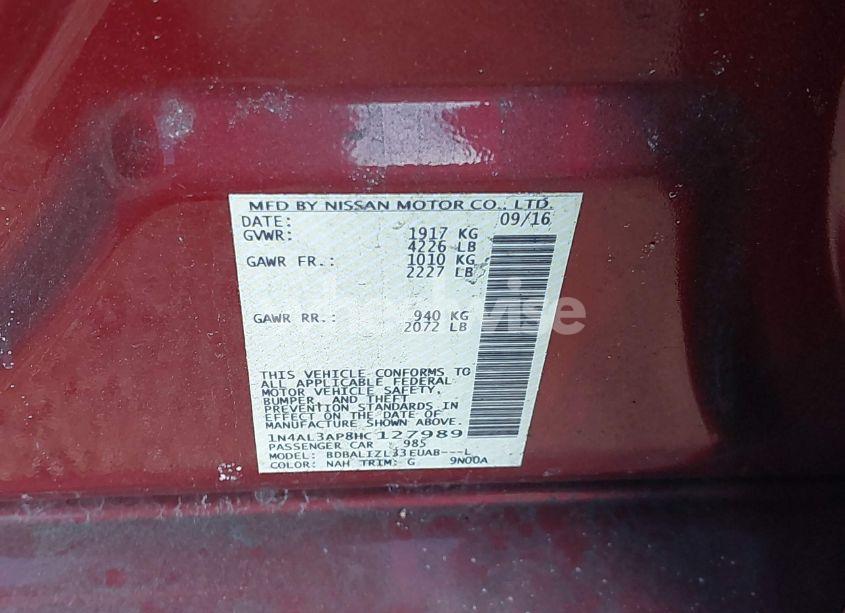 MFD BY NISSAN MOTOR CO., LTD.
DATE: 09/16
GVWR: 1917 KG
4226 LB
GAWR FR.: 1010 KG
2227 LB
GAWR RR.: 940 KG
2072 LB
THIS VEHICLE CONFORMS TO
ALL APPLICABLE FEDERAL
MOTOR VEHICLE SAFETY,
BUMPER, AND THEFT
PREVENTION STANDARDS IN
EFFECT ON THE DATE OF
MANUFACTURE SHOWN ABOVE.
1N4AL3AP8HC127989
PASSENGER CAR 985
MODEL: BDBALIZL33EUAB---L
COLOR: NAH TRIM: G 9N00A